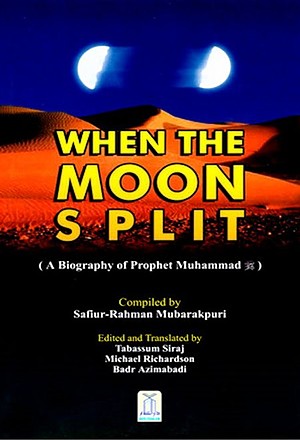 WHEN THE
MOON
SPLIT
( A Biography of Prophet Muhammad ﷺ )
Compiled by
Safiur-Rahman Mubarakpuri
Edited and Translated by
Tabassum Siraj
Michael Richardson
Badr Azimabadi